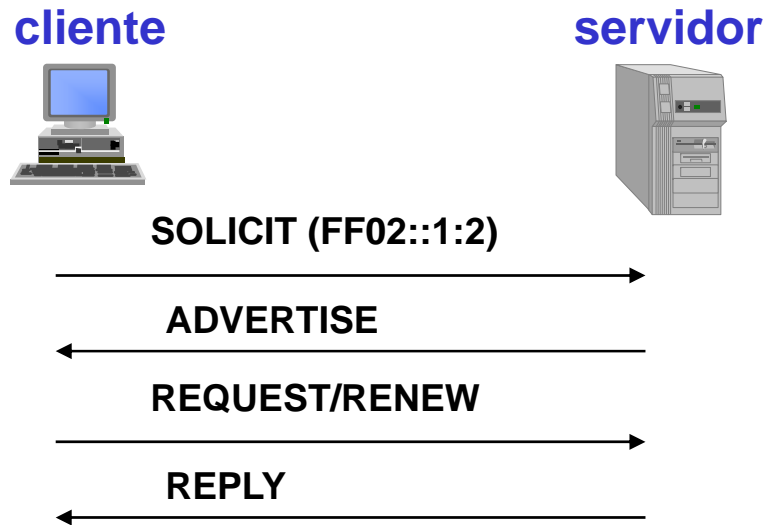 cliente
servidor
SOLICIT (FF02::1:2)
ADVERTISE
REQUEST/RENEW
REPLY